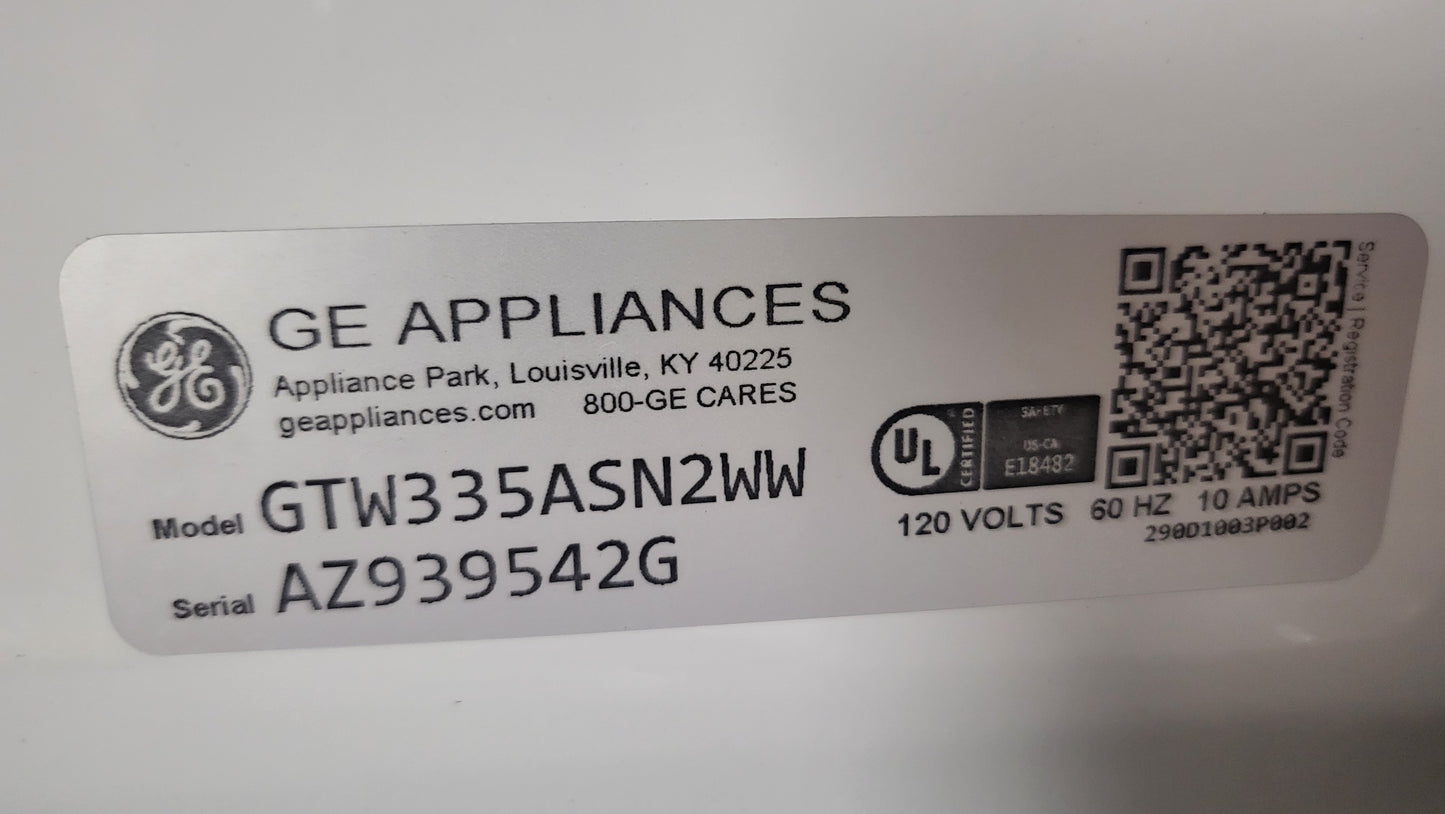 GE
GE APPLIANCES
Appliance Park, Louisville, KY 40225
geappliances.com 800-GE CARES
Model GTW335ASN2WW
Serial AZ939542G
UL CERTIFIED
SAFETY
US-CA
E18482
120 VOLTS 60 HZ 10 AMPS
290D1003P002
Service | Registration Code